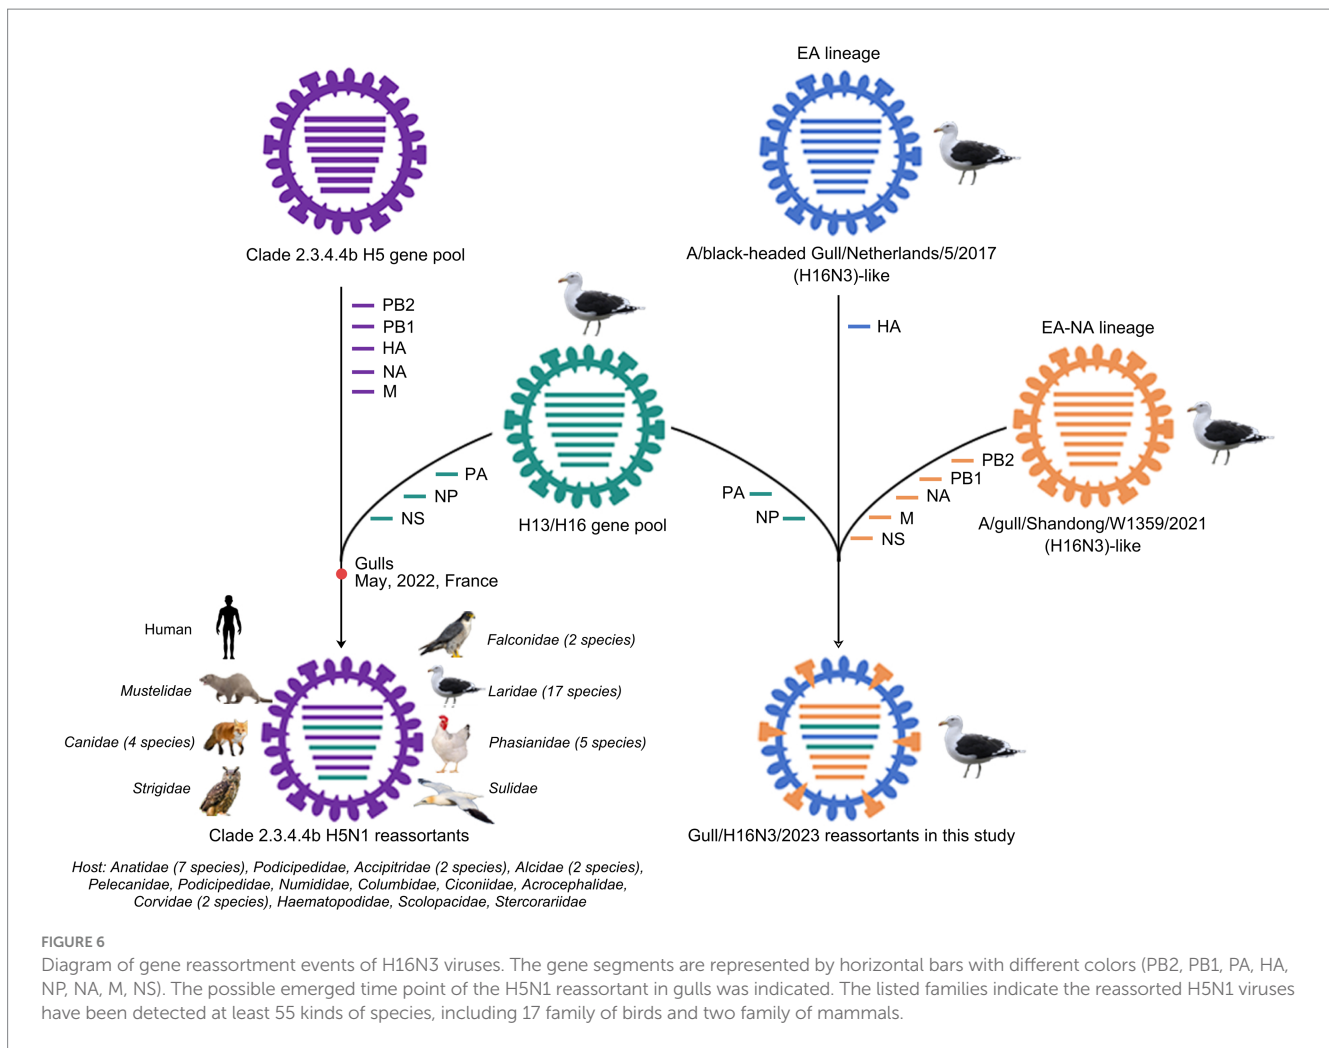 EA lineage
Clade 2.3.4.4b H5 gene pool
A/black-headed Gull/Netherlands/5/2017
(H16N3)-like
PB2
PB1
HA
NA
M
HA
EA-NA lineage
PA
NP
NS
H13/H16 gene pool
PA
NP
PB2
PB1
NA
M
NS
A/gull/Shandong/W1359/2021
(H16N3)-like
Gulls
May, 2022, France
Human
Mustelidae
Canidae (4 species)
Strigidae
Falconidae (2 species)
Laridae (17 species)
Phasianidae (5 species)
Sulidae
Clade 2.3.4.4b H5N1 reassortants
Gull/H16N3/2023 reassortants in this study
Host: Anatidae (7 species), Podicipedidae, Accipitridae (2 species), Alcidae (2 species),
Pelecanidae, Podicipedidae, Numididae, Columbidae, Ciconiidae, Acrocephalidae,
Corvidae (2 species), Haematopodidae, Scolopacidae, Stercorariidae
FIGURE 6
Diagram of gene reassortment events of H16N3 viruses. The gene segments are represented by horizontal bars with different colors (PB2, PB1, PA, HA,
NP, NA, M, NS). The possible emerged time point of the H5N1 reassortant in gulls was indicated. The listed families indicate the reassorted H5N1 viruses
have been detected at least 55 kinds of species, including 17 family of birds and two family of mammals.